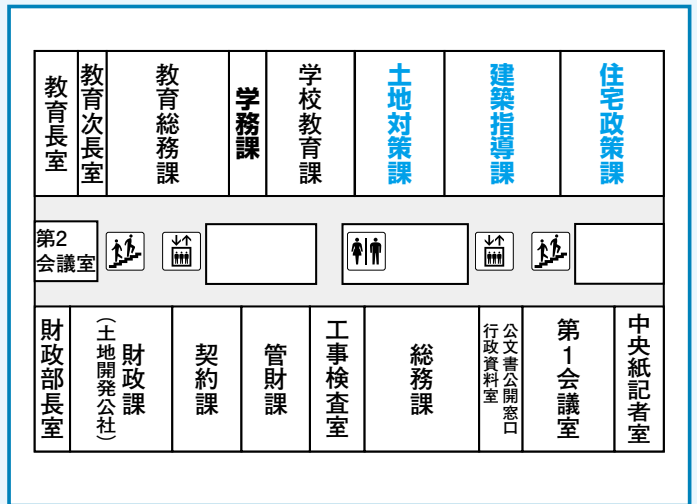 教育長室
教育次長室
教育総務課
学務課
学校教育課
土地対策課
建築指導課
住宅政策課
第2
会議室
財政部長室
財政課
（土地開発公社）
契約課
管財課
工事検査室
総務課
公文書公開窓口
行政資料室
第1会議室
中央紙記者室